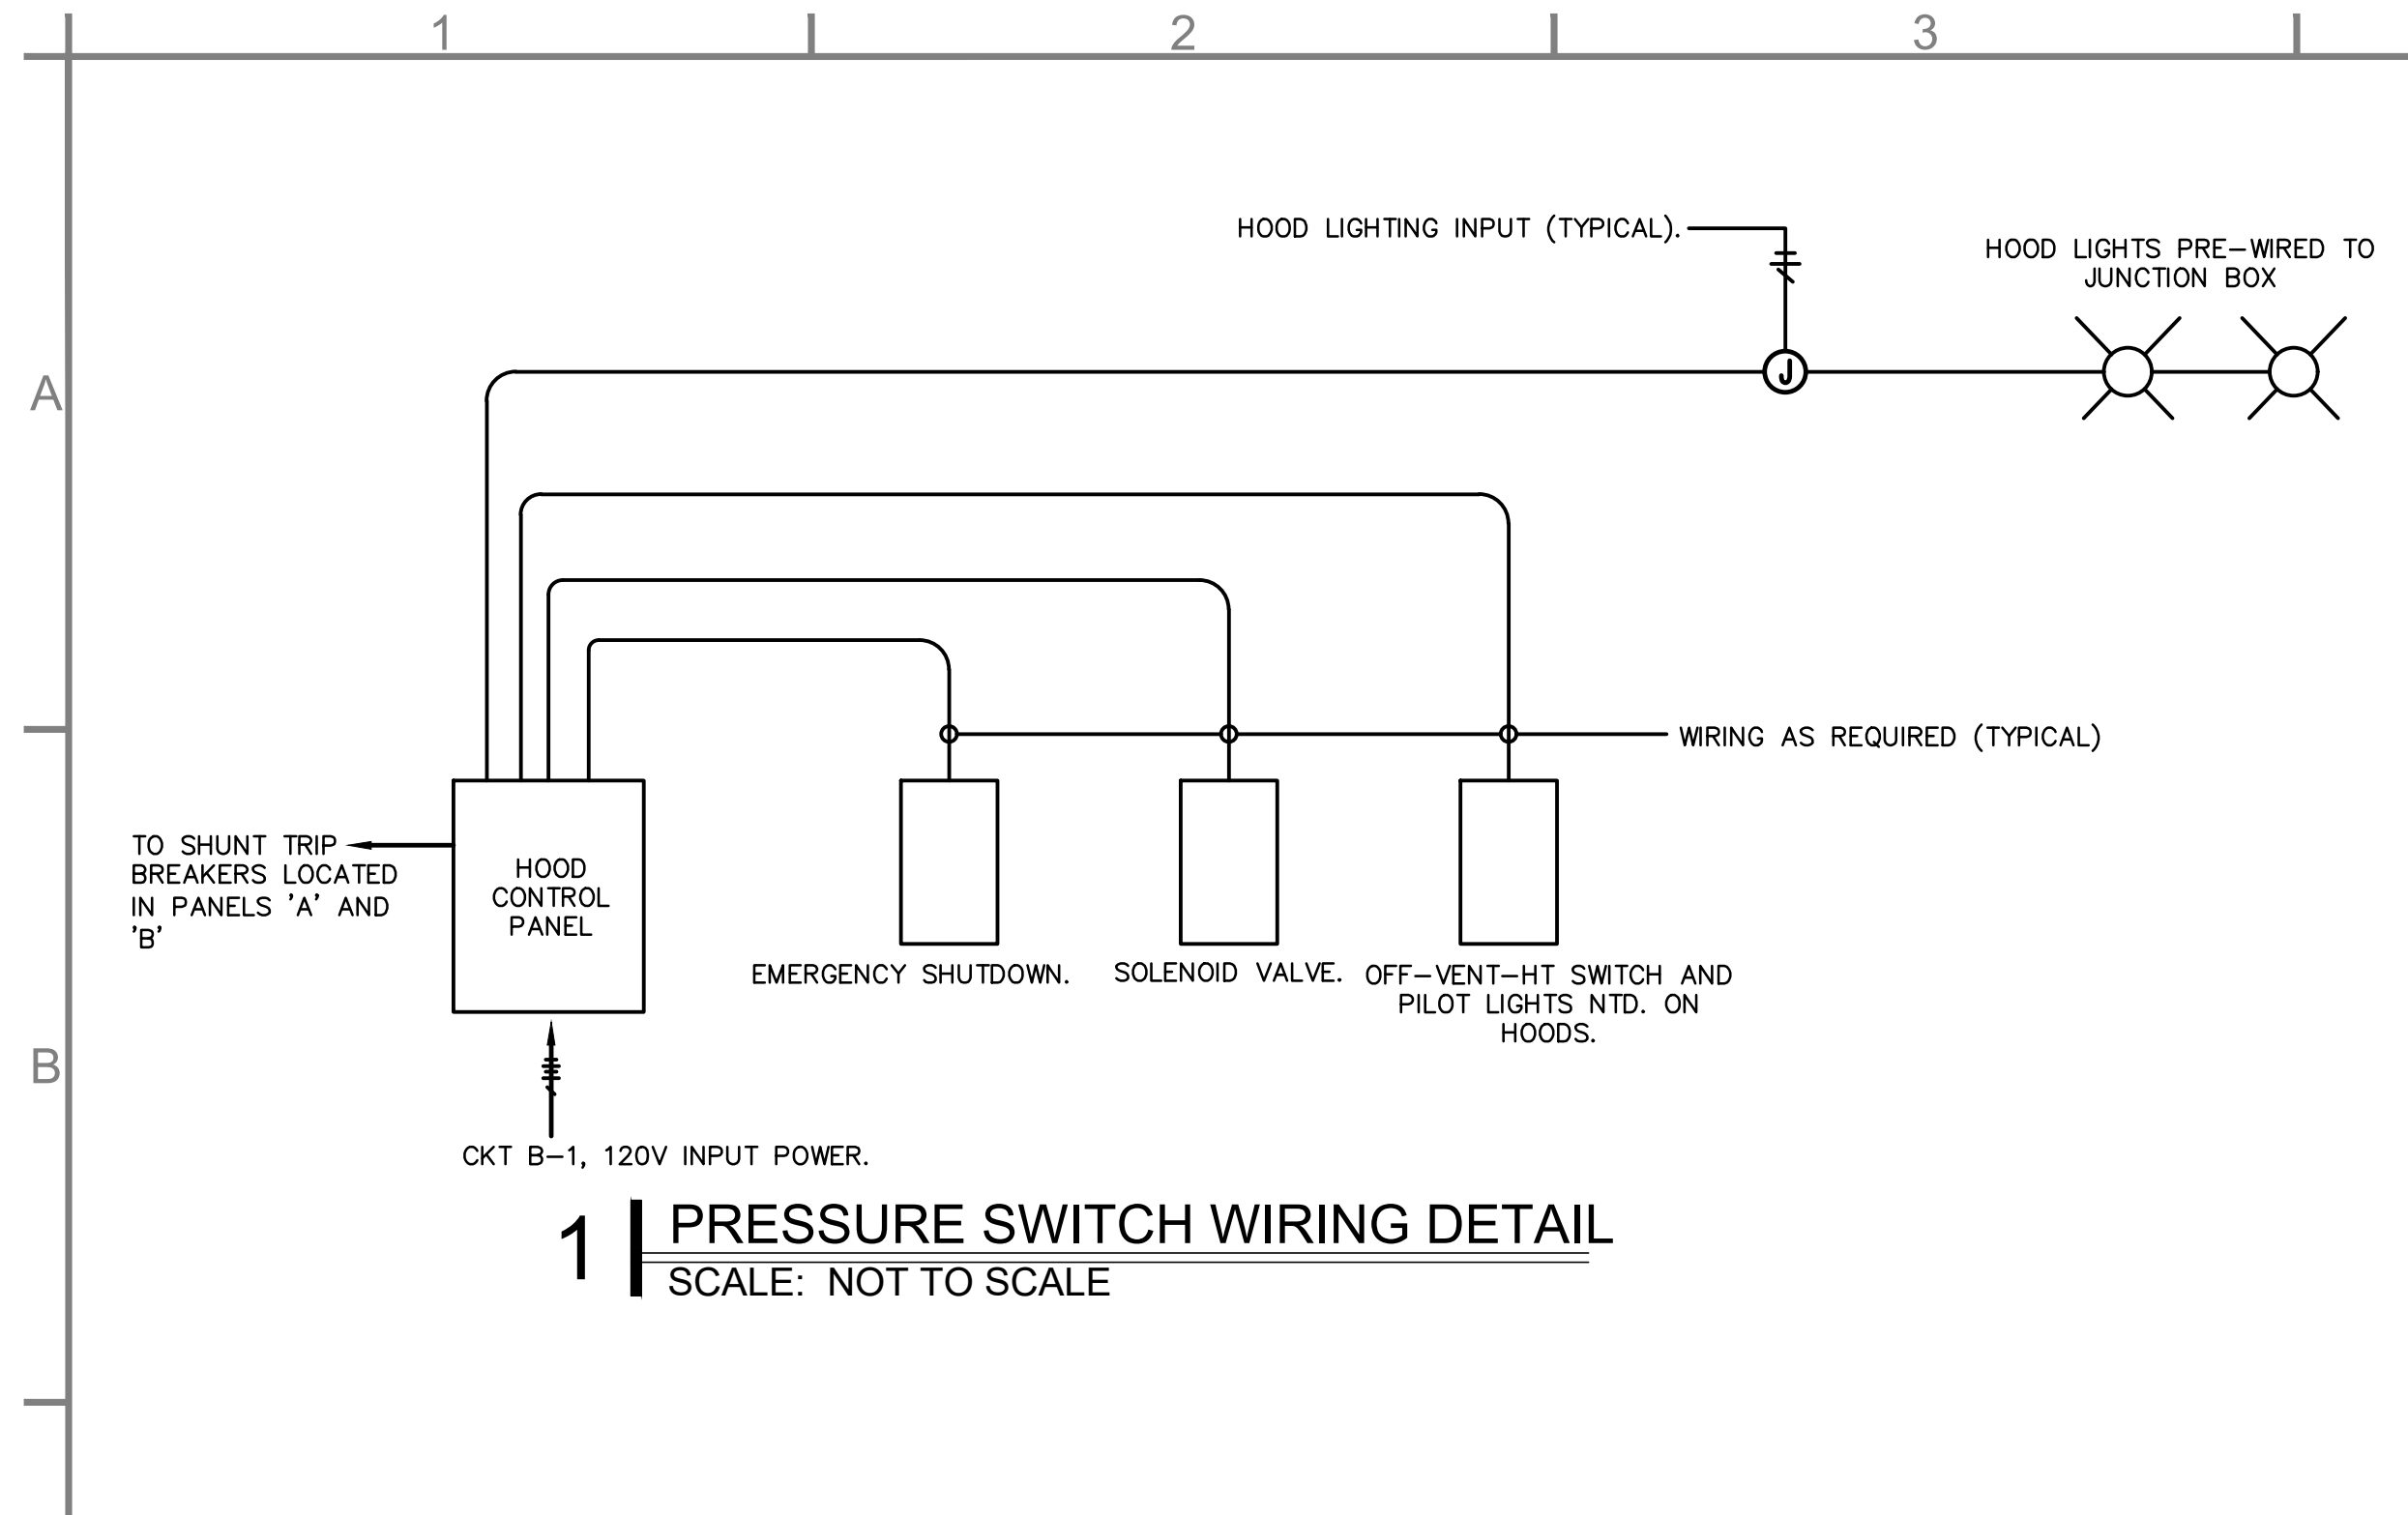 1
2
3
HOOD LIGHTING INPUT (TYPICAL).
HOOD LIGHTS PRE-WIRED TO
JUNCTION BOX
J
A
WIRING AS REQUIRED (TYPICAL)
TO SHUNT TRIP
BREAKERS LOCATED
IN PANELS 'A' AND
'B'
HOOD
CONTROL
PANEL
EMERGENCY SHUTDOWN.
SOLENOID VALVE.
OFF-VENT-HT SWITCH AND
PILOT LIGHTS NTD. ON
HOODS.
B
CKT B-1, 120V INPUT POWER.
1
PRESSURE SWITCH WIRING DETAIL
SCALE: NOT TO SCALE